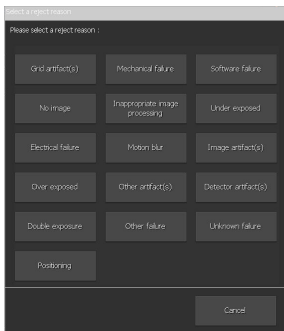 Select a reject reason
Please select a reject reason :
Grid artifact(s)
Mechanical failure
Software failure
No image
Inappropriate image
processing
Under exposed
Electrical failure
Motion blur
Image artifact(s)
Over exposed
Other artifact(s)
Detector artifact(s)
Double exposure
Other failure
Unknown failure
Positioning
Cancel